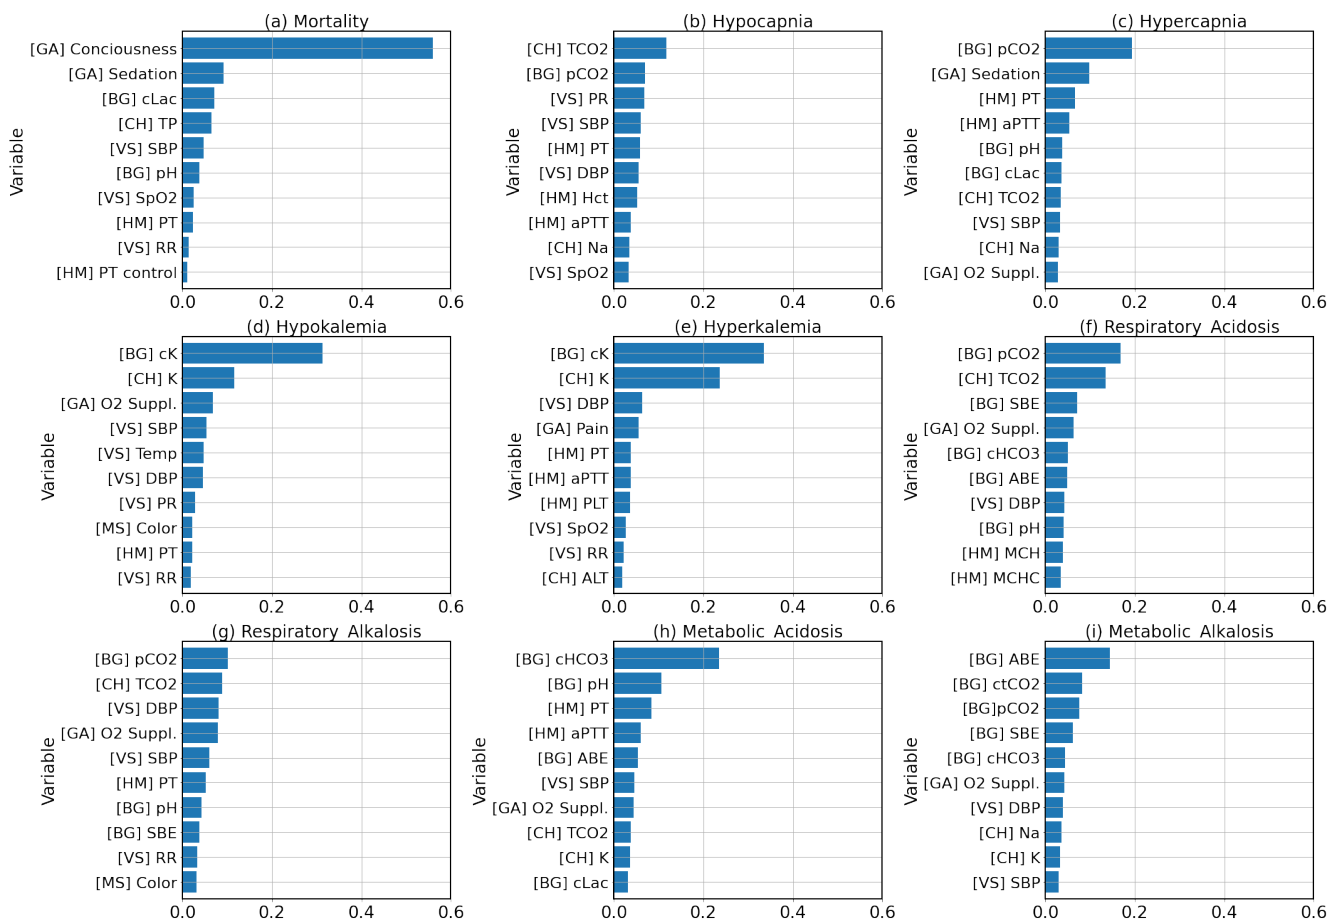 (a) Mortality
[GA] Conciousness
[GA] Sedation
[BG] cLac
[CH] TP
[VS] SBP
[BG] pH
[VS] SpO2
[HM] PT
[VS] RR
[HM] PT control
Variable
0.0 0.2 0.4 0.6
(b) Hypocapnia
[CH] TCO2
[BG] pCO2
[VS] PR
[VS] SBP
[HM] PT
[VS] DBP
[HM] Hct
[HM] aPTT
[CH] Na
[VS] SpO2
Variable
0.0 0.2 0.4 0.6
(c) Hypercapnia
[BG] pCO2
[GA] Sedation
[HM] PT
[HM] aPTT
[BG] pH
[BG] cLac
[CH] TCO2
[VS] SBP
[CH] Na
[GA] O2 Suppl.
Variable
0.0 0.2 0.4 0.6
(d) Hypokalemia
[BG] cK
[CH] K
[GA] O2 Suppl.
[VS] SBP
[VS] Temp
[VS] DBP
[VS] PR
[MS] Color
[HM] PT
[VS] RR
Variable
0.0 0.2 0.4 0.6
(e) Hyperkalemia
[BG] cK
[CH] K
[VS] DBP
[GA] Pain
[HM] PT
[HM] aPTT
[HM] PLT
[VS] SpO2
[VS] RR
[CH] ALT
Variable
0.0 0.2 0.4 0.6
(f) Respiratory Acidosis
[BG] pCO2
[CH] TCO2
[BG] SBE
[GA] O2 Suppl.
[BG] cHCO3
[BG] ABE
[VS] DBP
[BG] pH
[HM] MCH
[HM] MCHC
Variable
0.0 0.2 0.4 0.6
(g) Respiratory Alkalosis
[BG] pCO2
[CH] TCO2
[VS] DBP
[GA] O2 Suppl.
[VS] SBP
[HM] PT
[BG] pH
[BG] SBE
[VS] RR
[MS] Color
Variable
0.0 0.2 0.4 0.6
(h) Metabolic Acidosis
[BG] cHCO3
[BG] pH
[HM] PT
[HM] aPTT
[BG] ABE
[VS] SBP
[GA] O2 Suppl.
[CH] TCO2
[CH] K
[BG] cLac
Variable
0.0 0.2 0.4 0.6
(i) Metabolic Alkalosis
[BG] ABE
[BG] ctCO2
[BG]pCO2
[BG] SBE
[BG] cHCO3
[GA] O2 Suppl.
[VS] DBP
[CH] Na
[CH] K
[VS] SBP
Variable
0.0 0.2 0.4 0.6